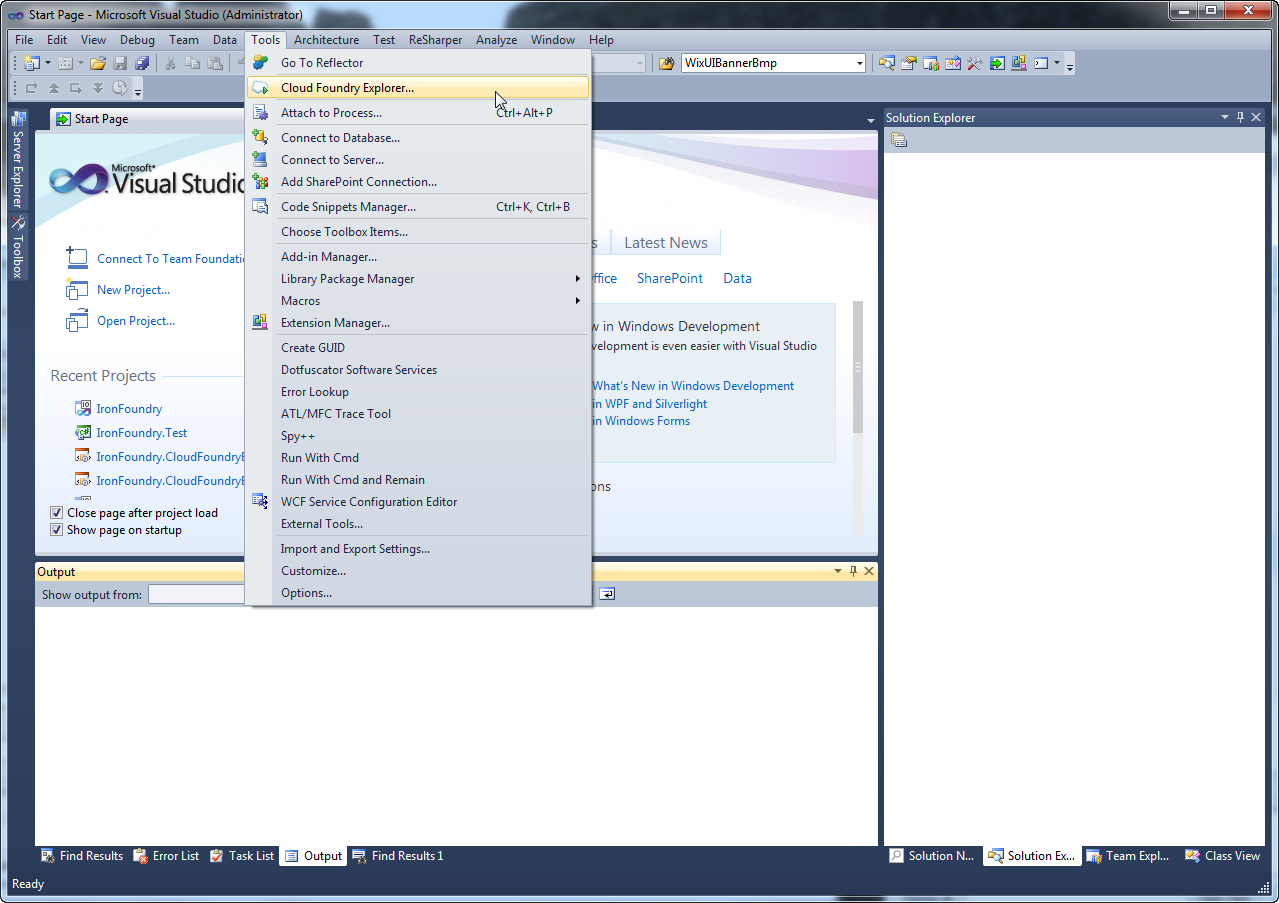 Start Page - Microsoft Visual Studio (Administrator)
File Edit View Debug Team Data Tools Architecture Test ReSharper Analyze Window Help
WixUIBannerBmp
Go To Reflector
Cloud Foundry Explorer...
Attach to Process... Ctrl+Alt+P
Connect to Database...
Connect to Server...
Add SharePoint Connection...
Code Snippets Manager... Ctrl+K, Ctrl+B
Choose Toolbox Items...
Add-in Manager...
Library Package Manager
Macros
Extension Manager...
Create GUID
Dotfuscator Software Services
Error Lookup
ATL/MFC Trace Tool
Spy++
Run With Cmd
Run With Cmd and Remain
WCF Service Configuration Editor
External Tools...
Import and Export Settings...
Customize...
Options...
Server Explorer
Toolbox
Start Page
Microsoft*
Visual Studio
Connect To Team Foundati
New Project...
Open Project...
Recent Projects
IronFoundry
IronFoundry.Test
IronFoundry.CloudFoundryE
IronFoundry.CloudFoundryE
Close page after project load
Show page on startup
s Latest News
ffice SharePoint Data
w in Windows Development
velopment is even easier with Visual Studio
What's New in Windows Development
in WPF and Silverlight
in Windows Forms
ons
Output
Show output from:
Solution Explorer
Find Results Error List Task List Output Find Results 1
Solution N... Solution Ex... Team Expl... Class View
Ready